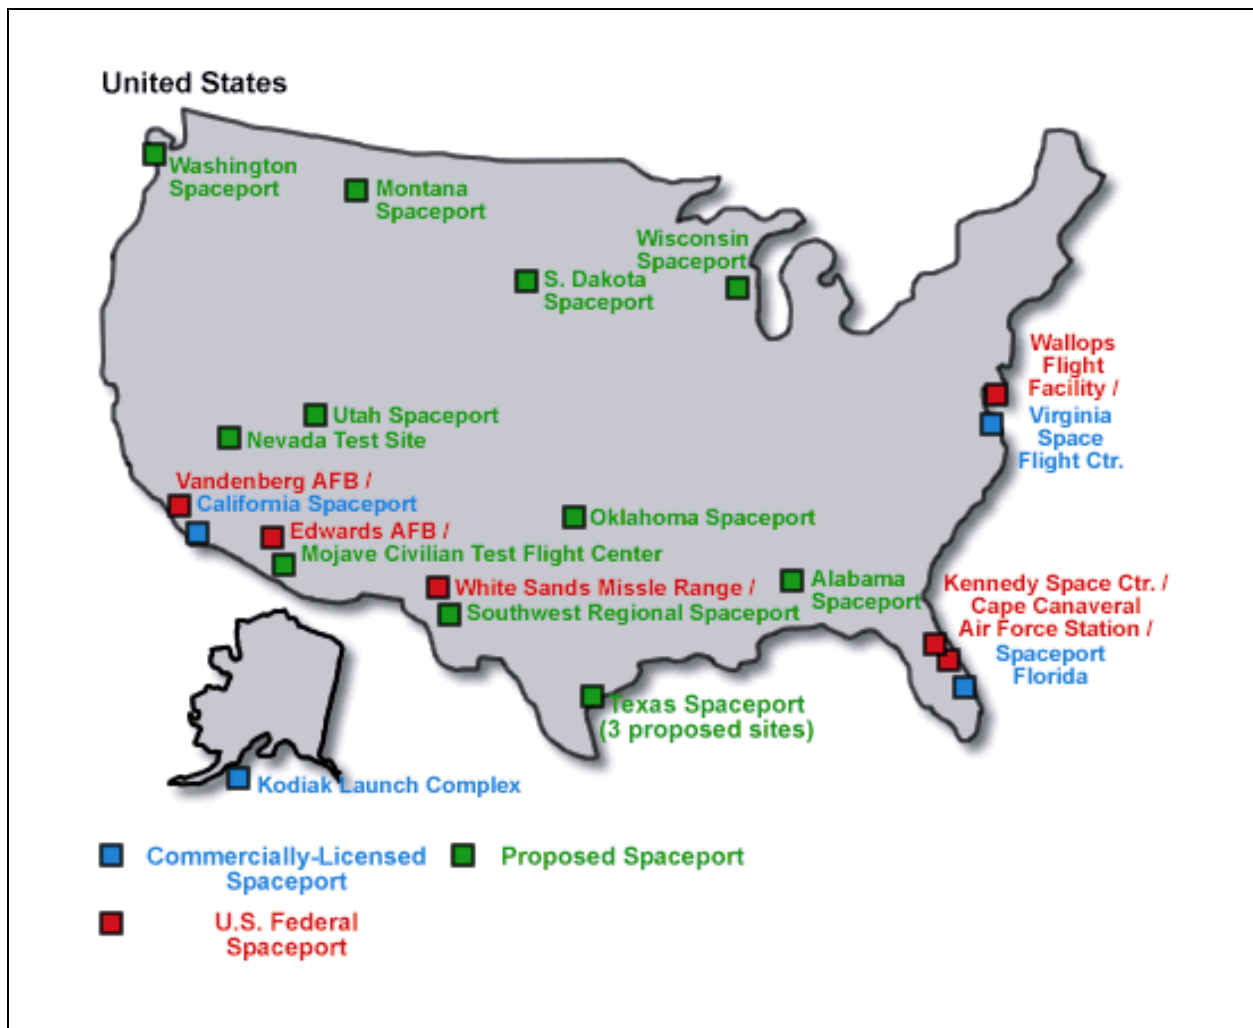 United States
Washington
Spaceport
Montana
Spaceport
Wisconsin
Spaceport
S. Dakota
Spaceport
Wallops
Flight
Facility /
Virginia
Space
Flight Ctr.
Utah Spaceport
Nevada Test Site
Vandenberg AFB /
California Spaceport
Edwards AFB /
Mojave Civilian Test Flight Center
Oklahoma Spaceport
White Sands Missle Range /
Southwest Regional Spaceport
Alabama
Spaceport
Kennedy Space Ctr. /
Cape Canaveral
Air Force Station /
Spaceport
Florida
Texas Spaceport
(3 proposed sites)
Kodiak Launch Complex
Commercially-Licensed
Spaceport
Proposed Spaceport
U.S. Federal
Spaceport